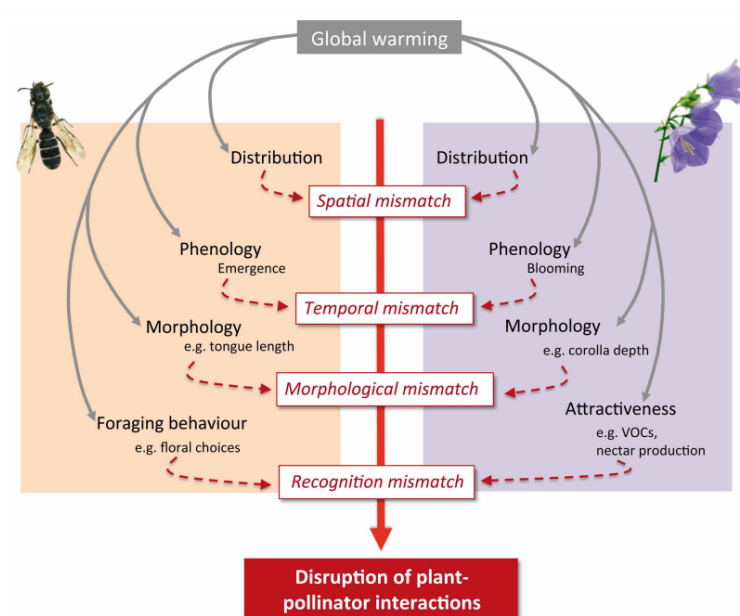 Global warming
Distribution
Distribution
Spatial mismatch
Phenology
Emergence
Phenology
Blooming
Temporal mismatch
Morphology
e.g. tongue length
Morphology
e.g. corolla depth
Morphological mismatch
Foraging behaviour
e.g. floral choices
Attractiveness
e.g. VOCs,
nectar production
Recognition mismatch
Disruption of plant-
pollinator interactions